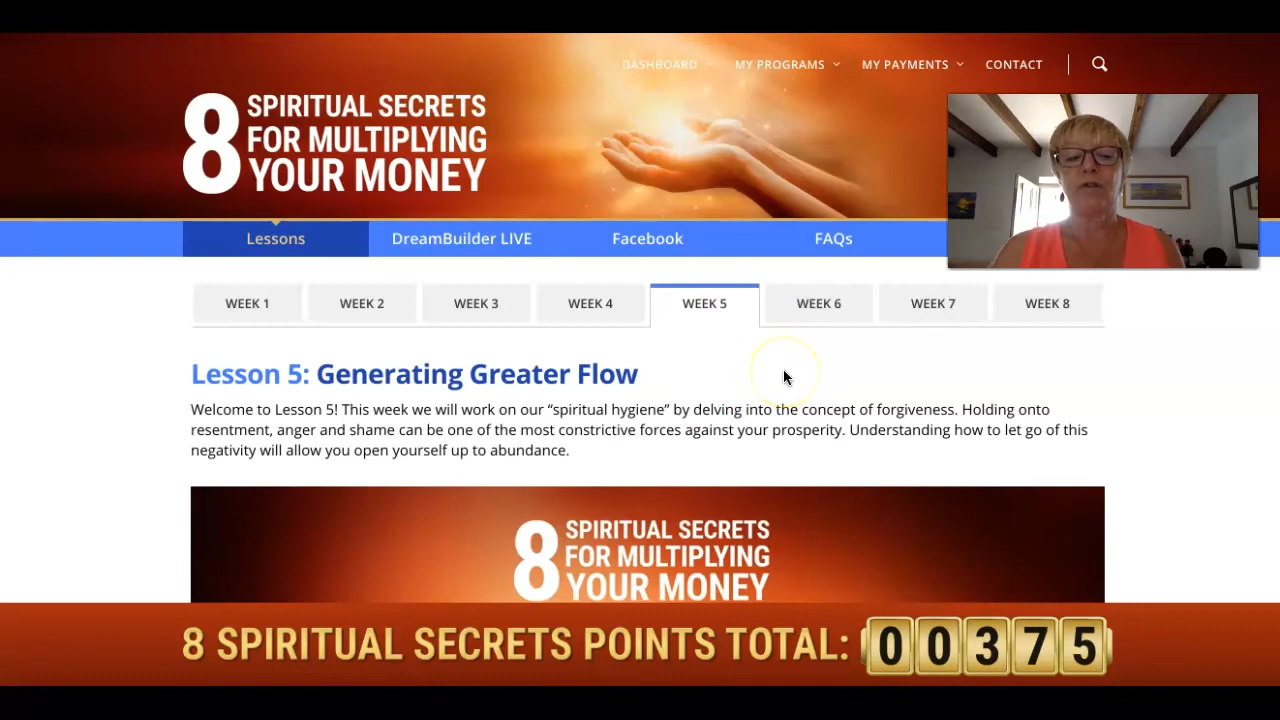 DASHBOARD MY PROGRAMS MY PAYMENTS CONTACT
8 SPIRITUAL SECRETS
FOR MULTIPLYING
YOUR MONEY
Lessons DreamBuilder LIVE Facebook FAQs
WEEK 1 WEEK 2 WEEK 3 WEEK 4 WEEK 5 WEEK 6 WEEK 7 WEEK 8
Lesson 5: Generating Greater Flow
Welcome to Lesson 5! This week we will work on our “spiritual hygiene” by delving into the concept of forgiveness. Holding onto
resentment, anger and shame can be one of the most constrictive forces against your prosperity. Understanding how to let go of this
negativity will allow you open yourself up to abundance.
8 SPIRITUAL SECRETS
FOR MULTIPLYING
YOUR MONEY
8 SPIRITUAL SECRETS POINTS TOTAL: 00375